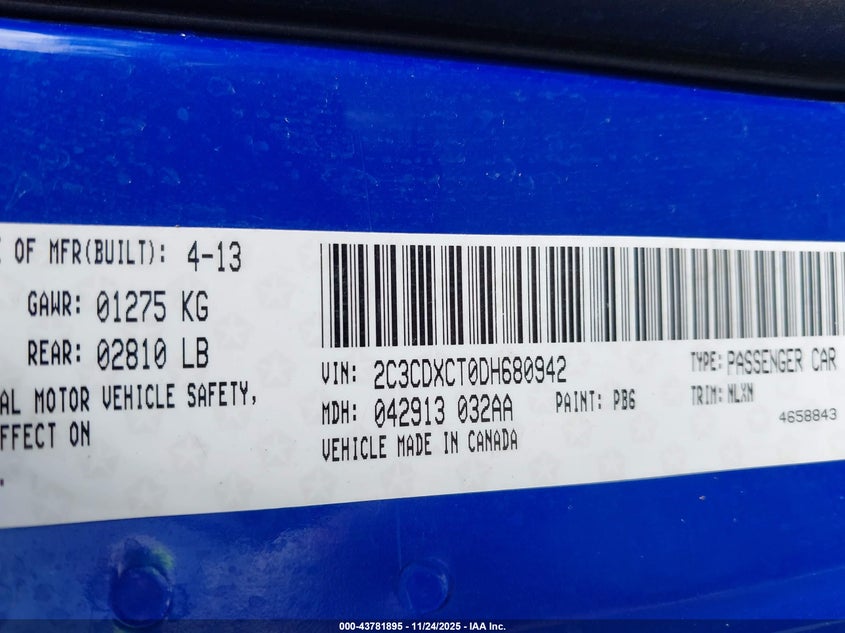 E OF MFR(BUILT): 4-13
GAWR: 01275 KG
REAR: 02810 LB
AL MOTOR VEHICLE SAFETY,
FFECT ON
VIN: 2C3CDXCT0DH680942
TYPE: PASSENGER CAR
MDH: 042913 032AA
PAINT: PB6
TRIM: NLXN
VEHICLE MADE IN CANADA
4658843
000-43781895 - 11/24/2025 - IAA Inc.